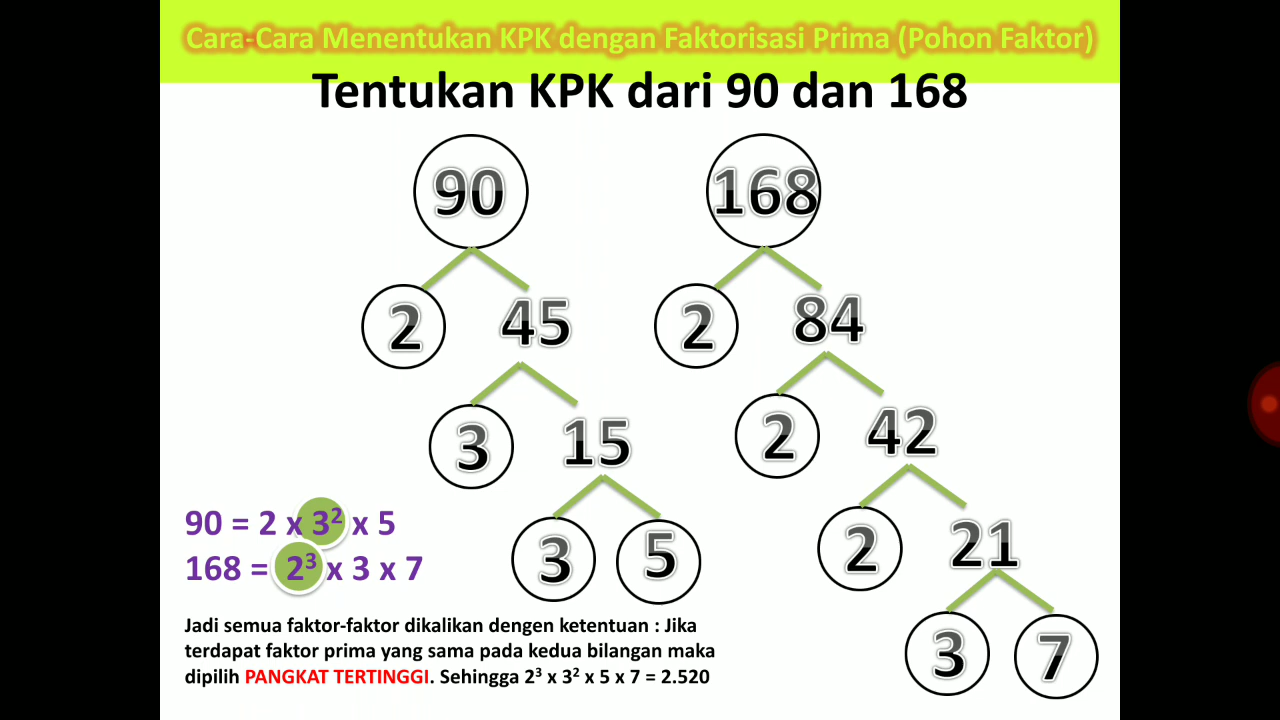 Cara-Cara Menentukan KPK dengan Faktorisasi Prima (Pohon Faktor)
Tentukan KPK dari 90 dan 168
90 168
2 45 2 84
3 15 2 42
3 5 2 21
3 7
90 = 2 x 3² x 5
168 = 2³ x 3 x 7
Jadi semua faktor-faktor dikalikan dengen ketentuan : Jika
terdapat faktor prima yang sama pada kedua bilangan maka
dipilih PANGKAT TERTINGGI. Sehingga 2³ x 3² x 5 x 7 = 2.520